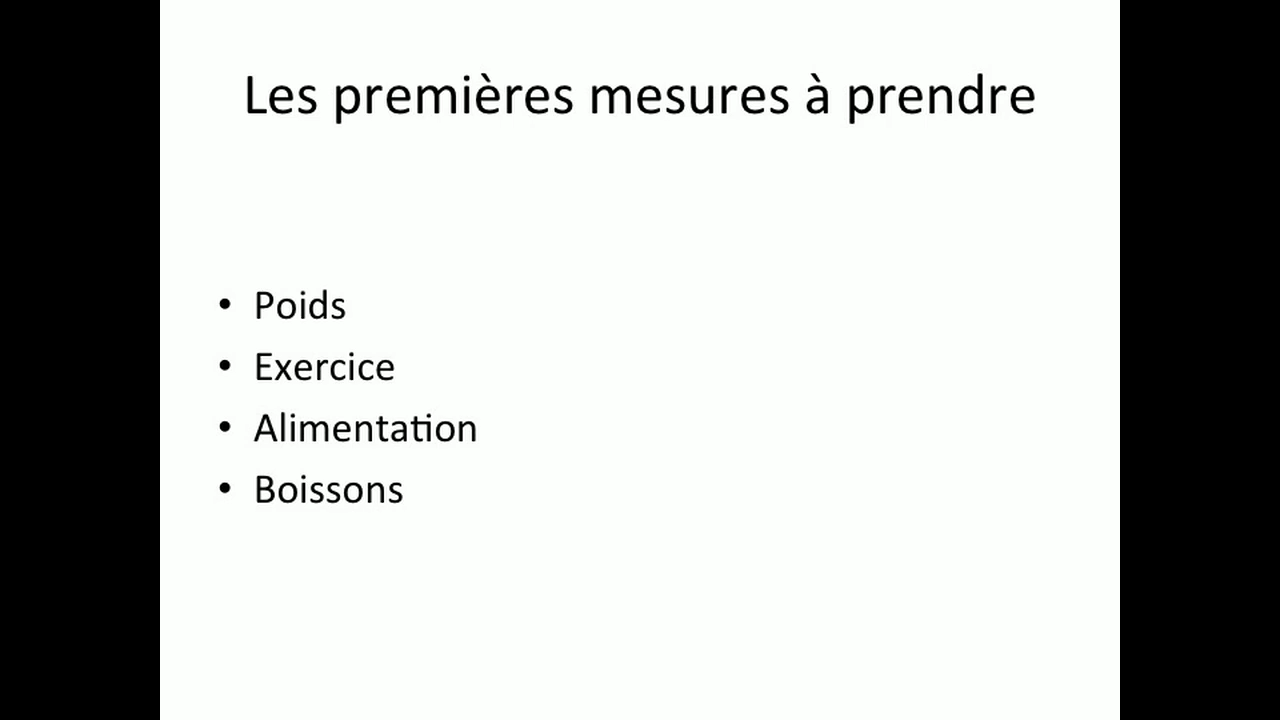 Les premières mesures à prendre
• Poids
• Exercice
• Alimentation
• Boissons